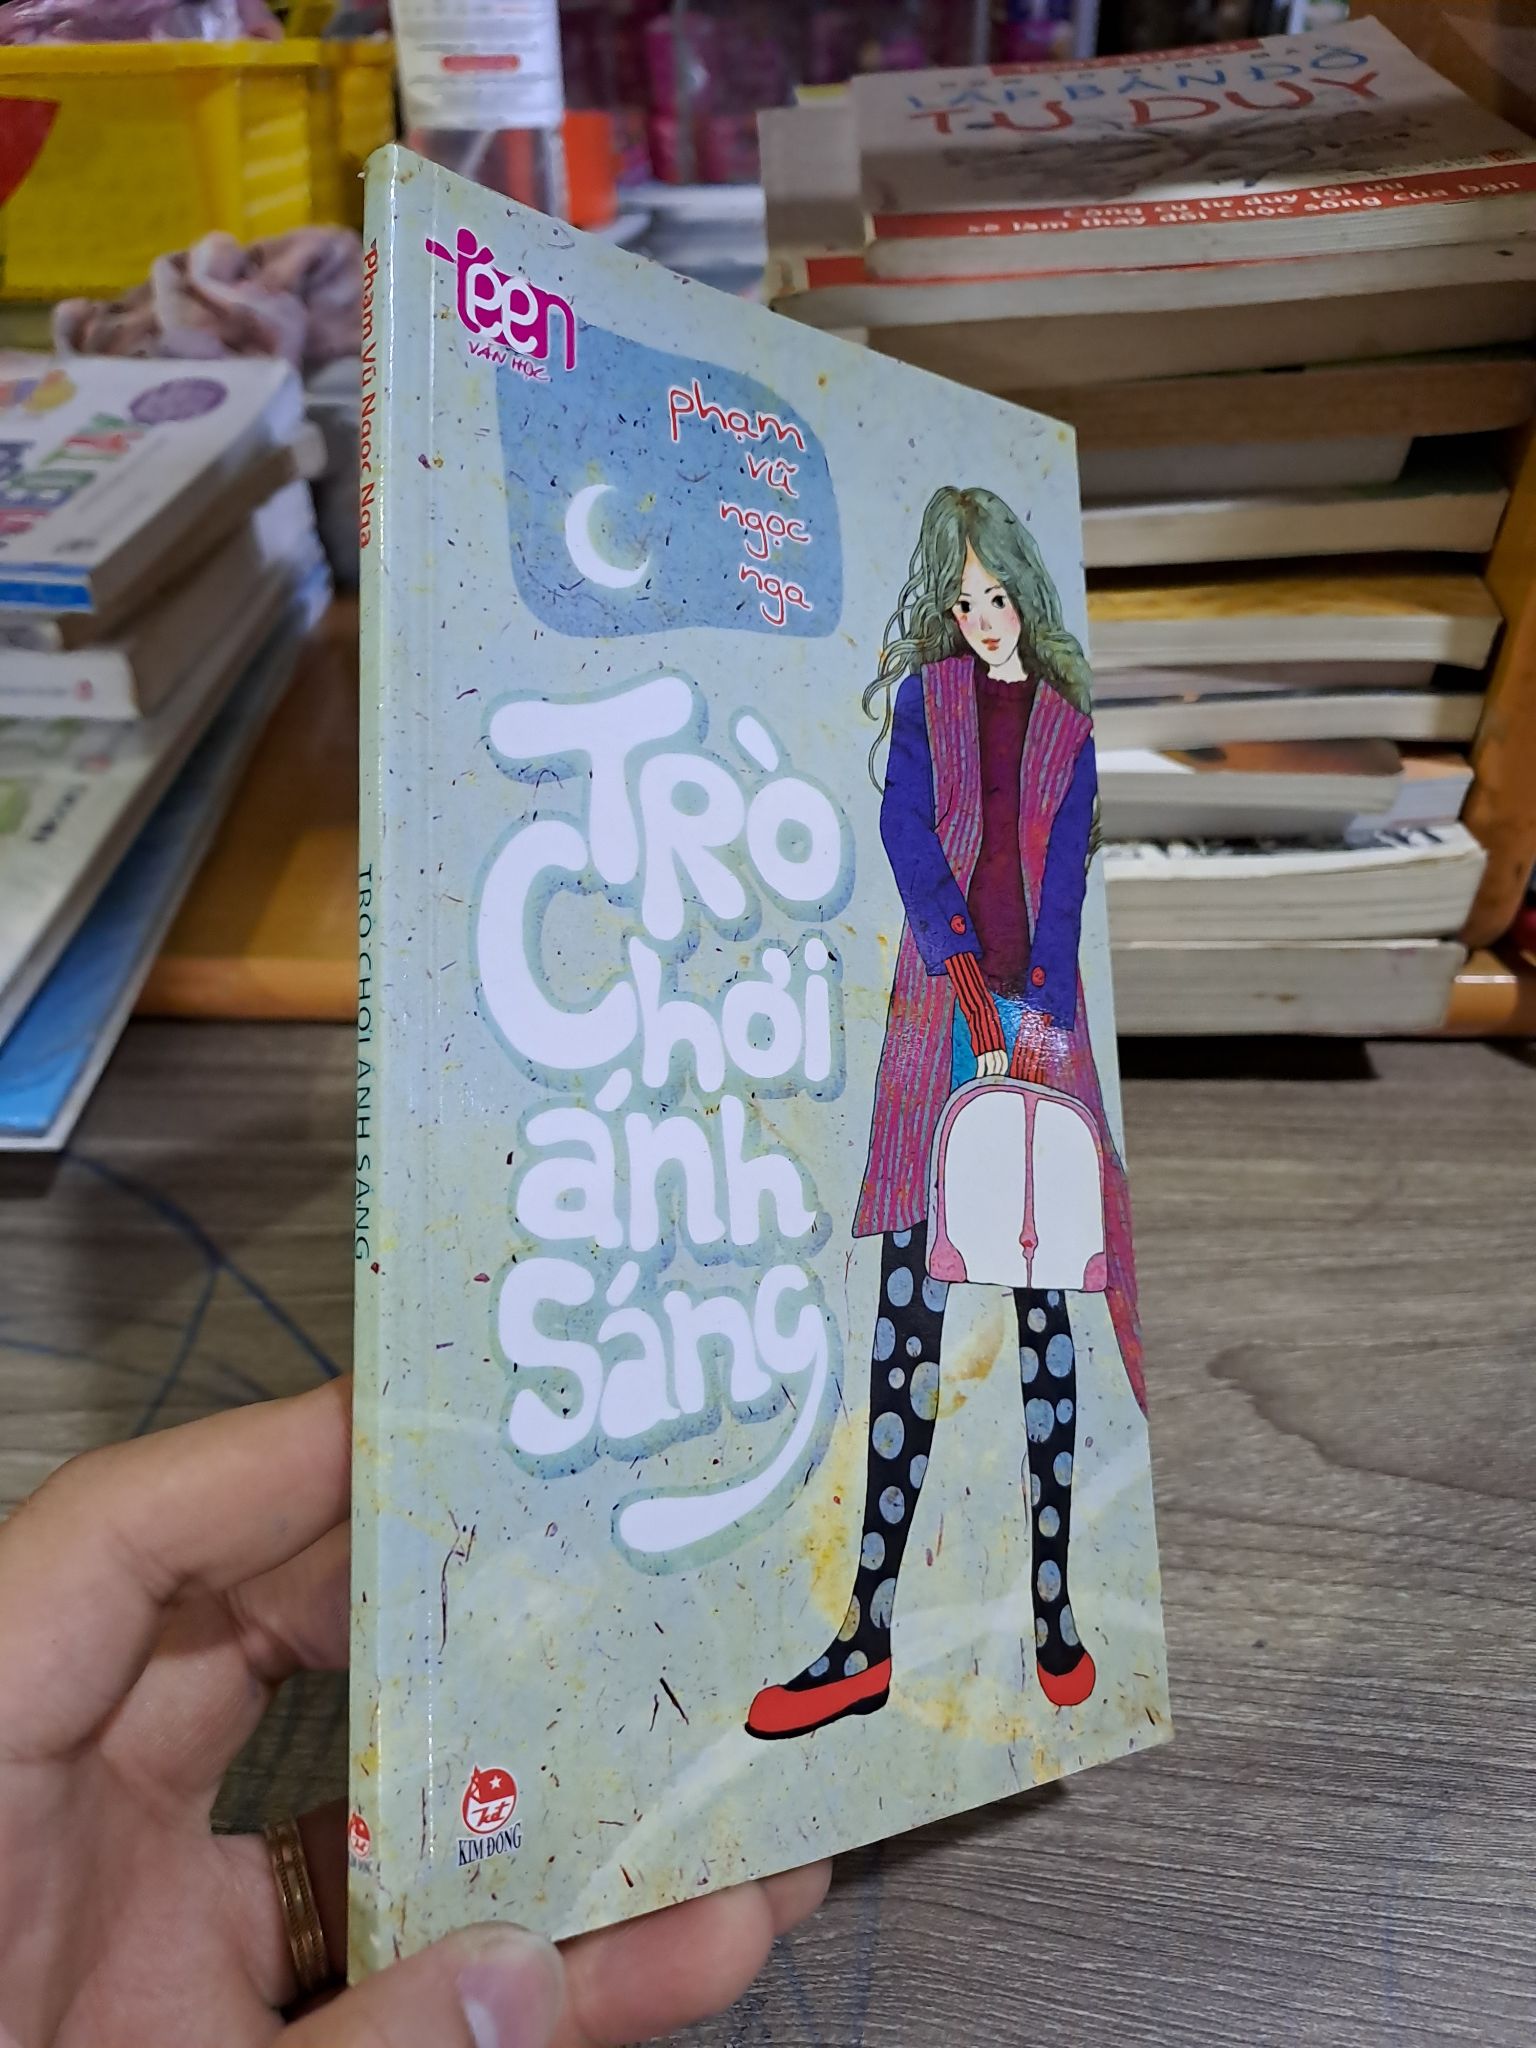 Teen
VĂN HỌC
phạm
vũ
ngọc
nga
TRÒ
CHƠI
ÁNH
SÁNG
KIM ĐỒNG
Phạm Vũ Ngọc Nga
TRÒ CHƠI ÁNH SÁNG
LẬP BẢN ĐỒ
TƯ DUY
Công cụ tư duy tối ưu
sẽ làm thay đổi cuộc sống của bạn